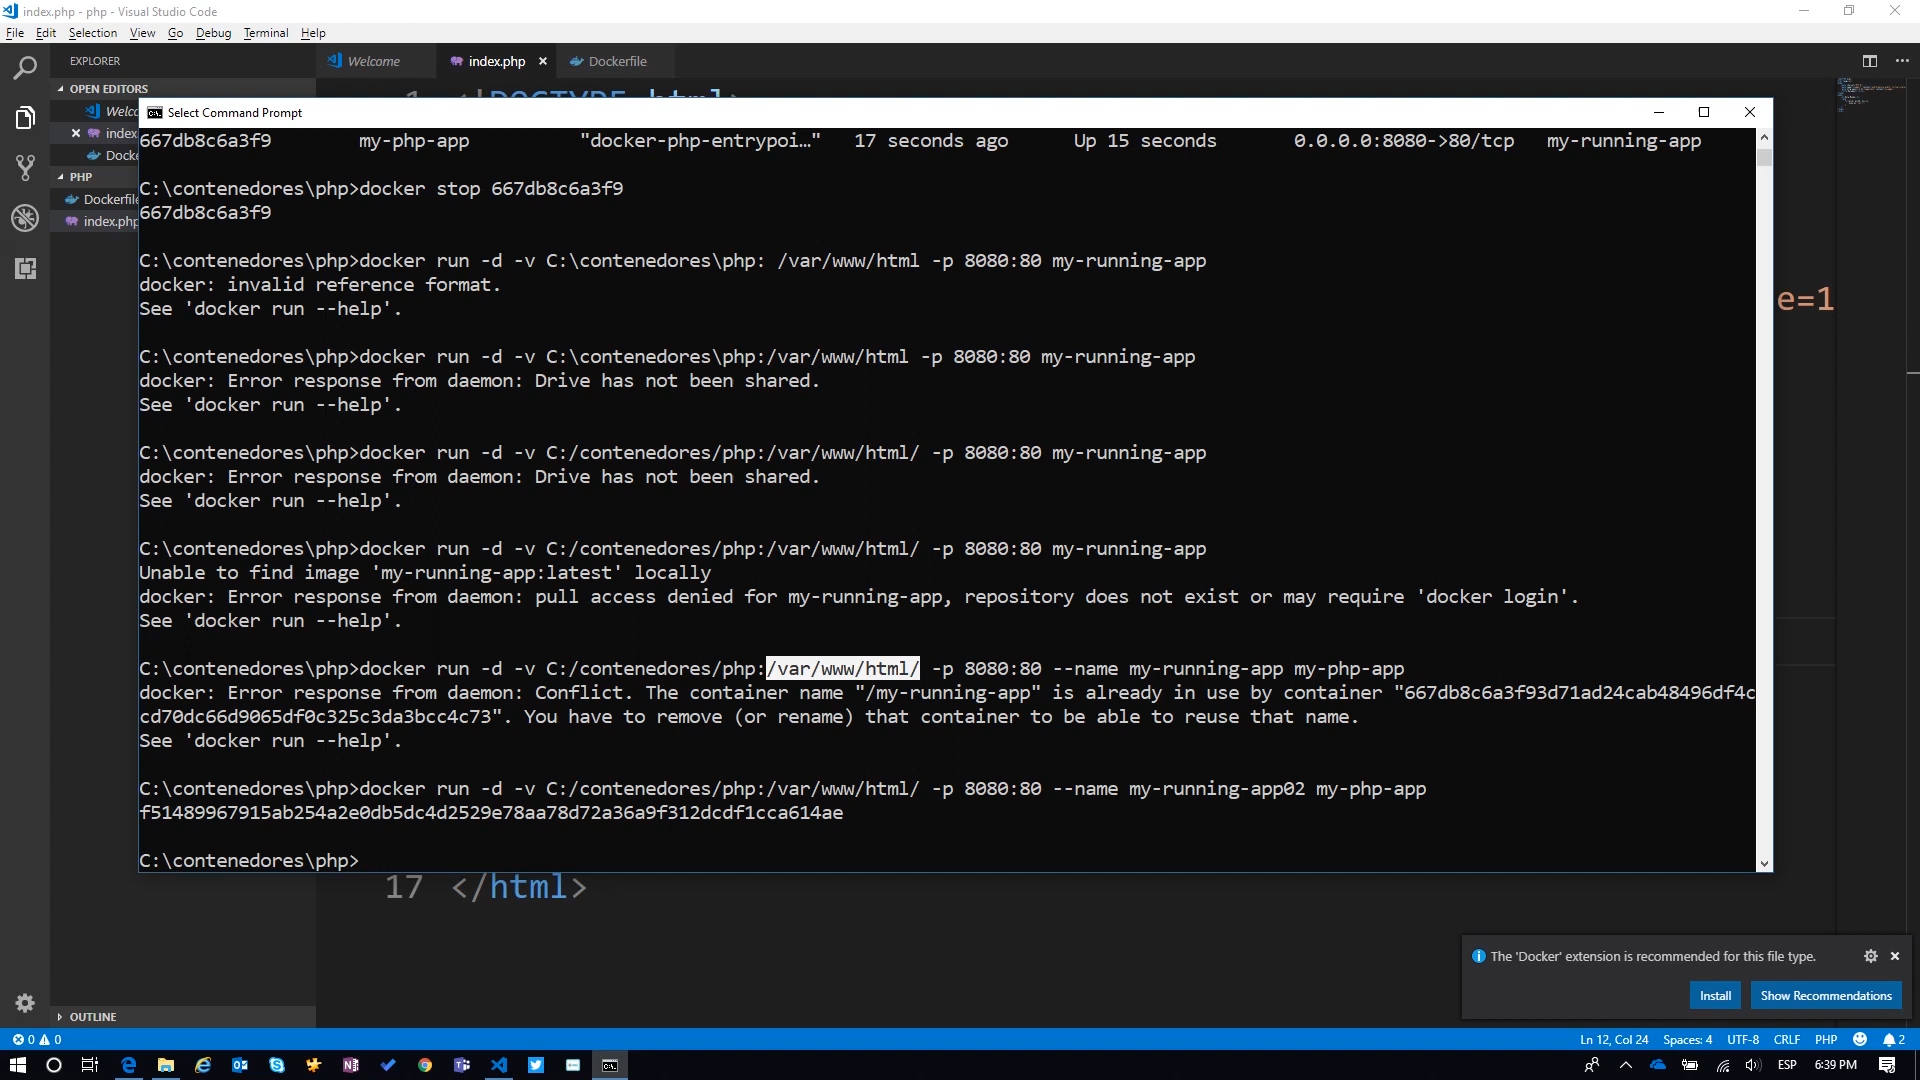 index.php - php - Visual Studio Code
File Edit Selection View Go Debug Terminal Help
EXPLORER
Welcome
index.php
Dockerfile
OPEN EDITORS
Welco
index
Docke
PHP
Dockerfile
index.php
1 <!DOCTYPE html>
Select Command Prompt
667db8c6a3f9 my-php-app "docker-php-entrypoi…" 17 seconds ago Up 15 seconds 0.0.0.0:8080->80/tcp my-running-app
C:\contenedores\php>docker stop 667db8c6a3f9
667db8c6a3f9
C:\contenedores\php>docker run -d -v C:\contenedores\php: /var/www/html -p 8080:80 my-running-app
docker: invalid reference format.
See 'docker run --help'.
C:\contenedores\php>docker run -d -v C:\contenedores\php:/var/www/html -p 8080:80 my-running-app
docker: Error response from daemon: Drive has not been shared.
See 'docker run --help'.
C:\contenedores\php>docker run -d -v C:/contenedores/php:/var/www/html/ -p 8080:80 my-running-app
docker: Error response from daemon: Drive has not been shared.
See 'docker run --help'.
C:\contenedores\php>docker run -d -v C:/contenedores/php:/var/www/html/ -p 8080:80 my-running-app
Unable to find image 'my-running-app:latest' locally
docker: Error response from daemon: pull access denied for my-running-app, repository does not exist or may require 'docker login'.
See 'docker run --help'.
C:\contenedores\php>docker run -d -v C:/contenedores/php:/var/www/html/ -p 8080:80 --name my-running-app my-php-app
docker: Error response from daemon: Conflict. The container name "/my-running-app" is already in use by container "667db8c6a3f93d71ad24cab48496df4c
cd70dc66d9065df0c325c3da3bcc4c73". You have to remove (or rename) that container to be able to reuse that name.
See 'docker run --help'.
C:\contenedores\php>docker run -d -v C:/contenedores/php:/var/www/html/ -p 8080:80 --name my-running-app02 my-php-app
f51489967915ab254a2e0db5dc4d2529e78aa78d72a36a9f312dcdf1cca614ae
C:\contenedores\php>
e=1
17 </html>
The 'Docker' extension is recommended for this file type.
Install
Show Recommendations
OUTLINE
0 0
Ln 12, Col 24 Spaces: 4 UTF-8 CRLF PHP 2
ESP 6:39 PM